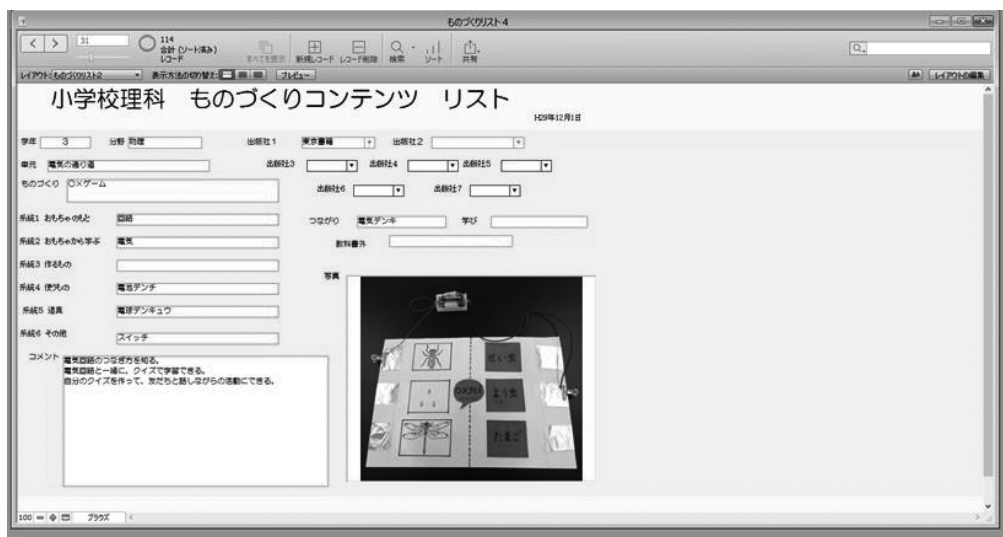 ものづくりリスト-4
31
114
合計 (ソート済み)
レコード
すべてを表示 新規レコード レコード削除 検索 ソート 共有
レイアウト: ものづくりリスト2 表示方法の切り替え: プレビュー レイアウトの編集
小学校理科 ものづくりコンテンツ リスト
H29年12月1日
学年 3 分野 物理 出版社1 東京書籍 出版社2
単元 電気の通り道 出版社3 出版社4 出版社5
ものづくり ○×ゲーム
出版社6 出版社7
系統1 おもちゃのもと 回路 つながり 電気デンキ 学び
系統2 おもちゃから学ぶ 電気 教科書外
系統3 作るもの
写真
系統4 使うもの 電池デンチ
系統5 道具 電球デンキュウ
系統6 その他 スイッチ
コメント 電気回路のつなぎ方を知る。
電気回路と一緒に、クイズで学習できる。
自分のクイズを作って、友だちと話しながらの活動にできる。
せい虫
よう虫
たまご
100 ブラウズ